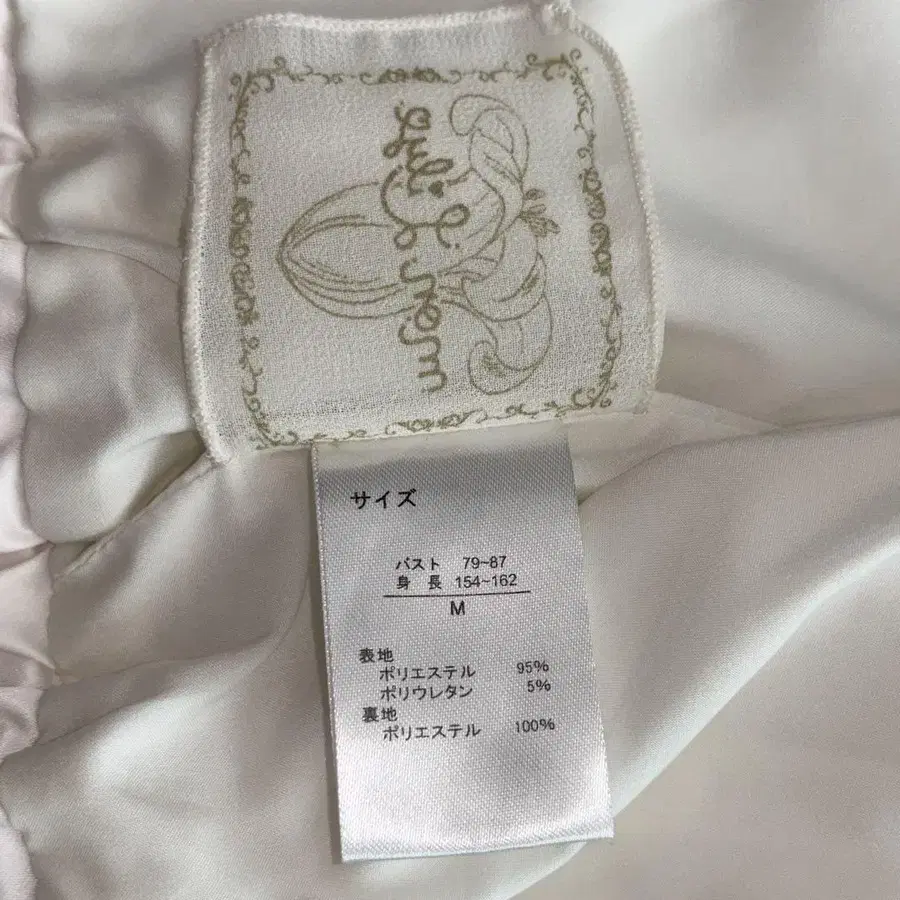 サイズ
バスト 79~87
身長 154~162
M
表地
ポリエステル 95%
ポリウレタン 5%
裏地
ポリエステル 100%